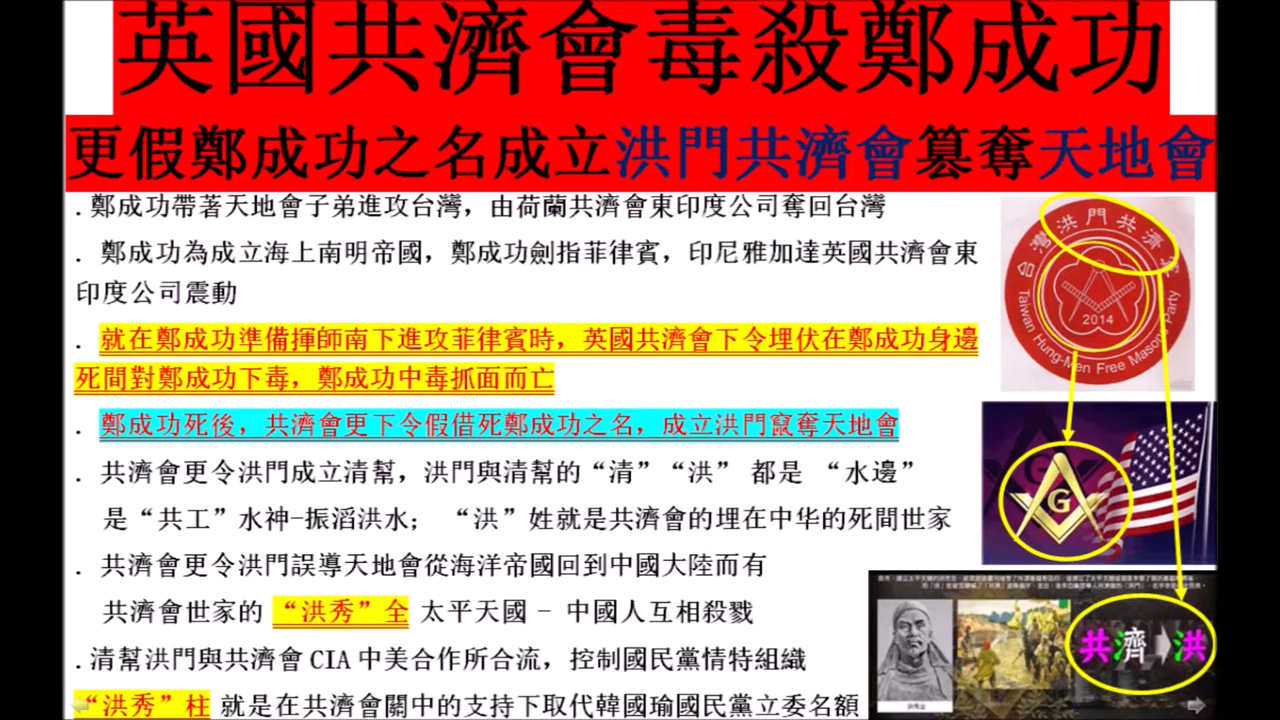 英國共濟會毒殺鄭成功
更假鄭成功之名成立洪門共濟會篡奪天地會
. 鄭成功帶著天地會子弟進攻台灣，由荷蘭共濟會東印度公司奪回台灣
. 鄭成功為成立海上南明帝國，鄭成功劍指菲律賓，印尼雅加達英國共濟會東
印度公司震動
. 就在鄭成功準備揮師南下進攻菲律賓時，英國共濟會下令埋伏在鄭成功身邊
死間對鄭成功下毒，鄭成功中毒抓面而亡
. 鄭成功死後，共濟會更下令假借死鄭成功之名，成立洪門竄奪天地會
. 共濟會更令洪門成立清幫，洪門與清幫的“清”“洪” 都是 “水邊”
是“共工”水神-振滔洪水； “洪”姓就是共濟會的埋在中华的死間世家
. 共濟會更令洪門誤導天地會從海洋帝國回到中國大陸而有
共濟會世家的 “洪秀”全 太平天國 - 中國人互相殺戮
. 清幫洪門與共濟會CIA中美合作所合流，控制國民黨情特組織
“洪秀”柱 就是在共濟會關中的支持下取代韓國瑜國民黨立委名額
台灣洪門共濟
Taiwan Hung-Men Free Masons Party
2014
G
共濟 洪
洪秀全